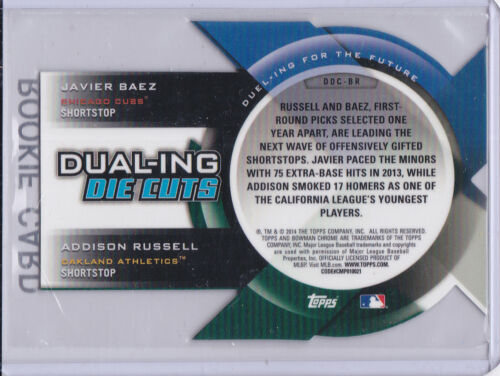 ROOKIE CARD
JAVIER BAEZ
CHICAGO CUBS®
SHORTSTOP
DUAL-ING
DIE CUTS
ADDISON RUSSELL
OAKLAND ATHLETICS™
SHORTSTOP
DUEL-ING FOR THE FUTURE
DDC-BR
RUSSELL AND BAEZ, FIRST-
ROUND PICKS SELECTED ONE
YEAR APART, ARE LEADING THE
NEXT WAVE OF OFFENSIVELY GIFTED
SHORTSTOPS. JAVIER PACED THE MINORS
WITH 75 EXTRA-BASE HITS IN 2013, WHILE
ADDISON SMOKED 17 HOMERS AS ONE OF
THE CALIFORNIA LEAGUE'S YOUNGEST
PLAYERS.
®, TM & © 2014 THE TOPPS COMPANY, INC. ALL RIGHTS RESERVED.
TOPPS AND BOWMAN CHROME ARE TRADEMARKS OF THE TOPPS
COMPANY, INC. Major League Baseball trademarks and copyrights
are used with permission of Major League Baseball
Properties, Inc. OFFICIALLY LICENSED PRODUCT OF
MLBP. Visit MLB.com. WWW.TOPPS.COM.
CODE#CMP010021
Topps